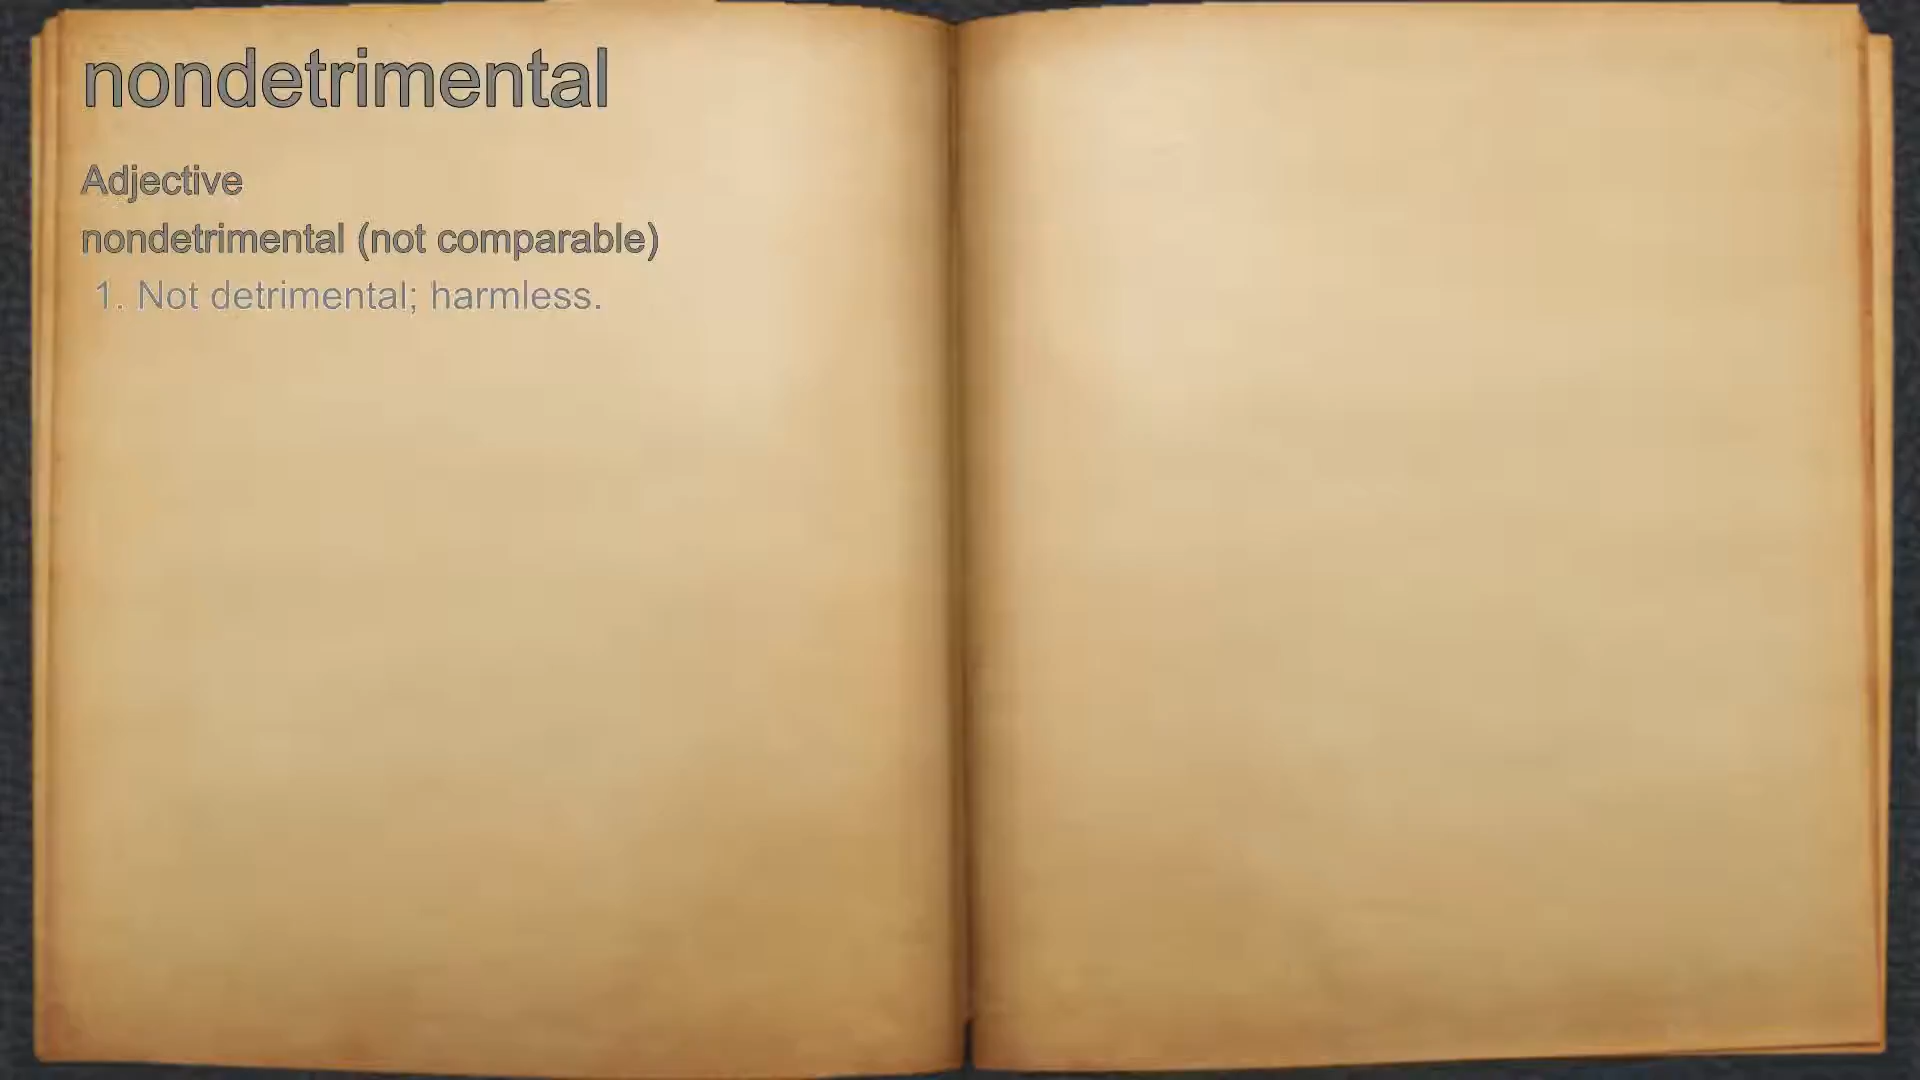 nondetrimental
Adjective
nondetrimental (not comparable)
1. Not detrimental; harmless.